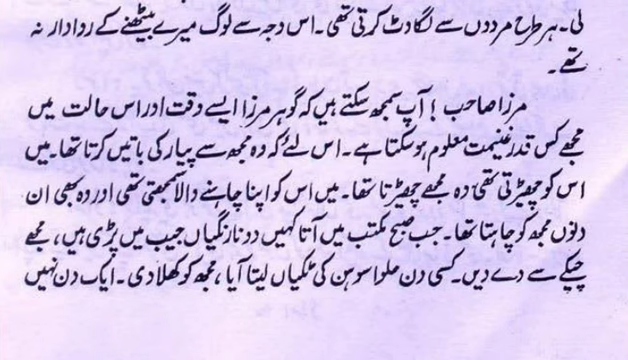 لی۔ ہر طرح مردوں سے لگاوٹ کرتی تھی۔ اس وجہ سے لوگ میرے بیٹھنے کے روادار نہ
تھے۔
مرزا صاحب! آپ سمجھ سکتے ہیں کہ گوہر مرزا ایسے وقت اور اس حالت میں
مجھے کس قدر غنیمت معلوم ہو سکتا ہے۔ اس لئے کہ وہ مجھ سے پیار کی باتیں کرتا تھا۔ میں
اس کو چھیڑتی تھی وہ مجھے چھیڑتا تھا۔ میں اس کو اپنا چاہنے والا سمجھتی تھی اور وہ بھی ان
دنوں مجھ کو چاہتا تھا۔ جب صبح مکتب میں آتا کہیں دو نارنگیاں جیب میں پڑی ہیں، مجھے
چپکے سے دے دیں۔ کسی دن حلوا سوہن کی ٹکیاں لیتا آیا، مجھ کو کھلا دی۔ ایک دن نہیں